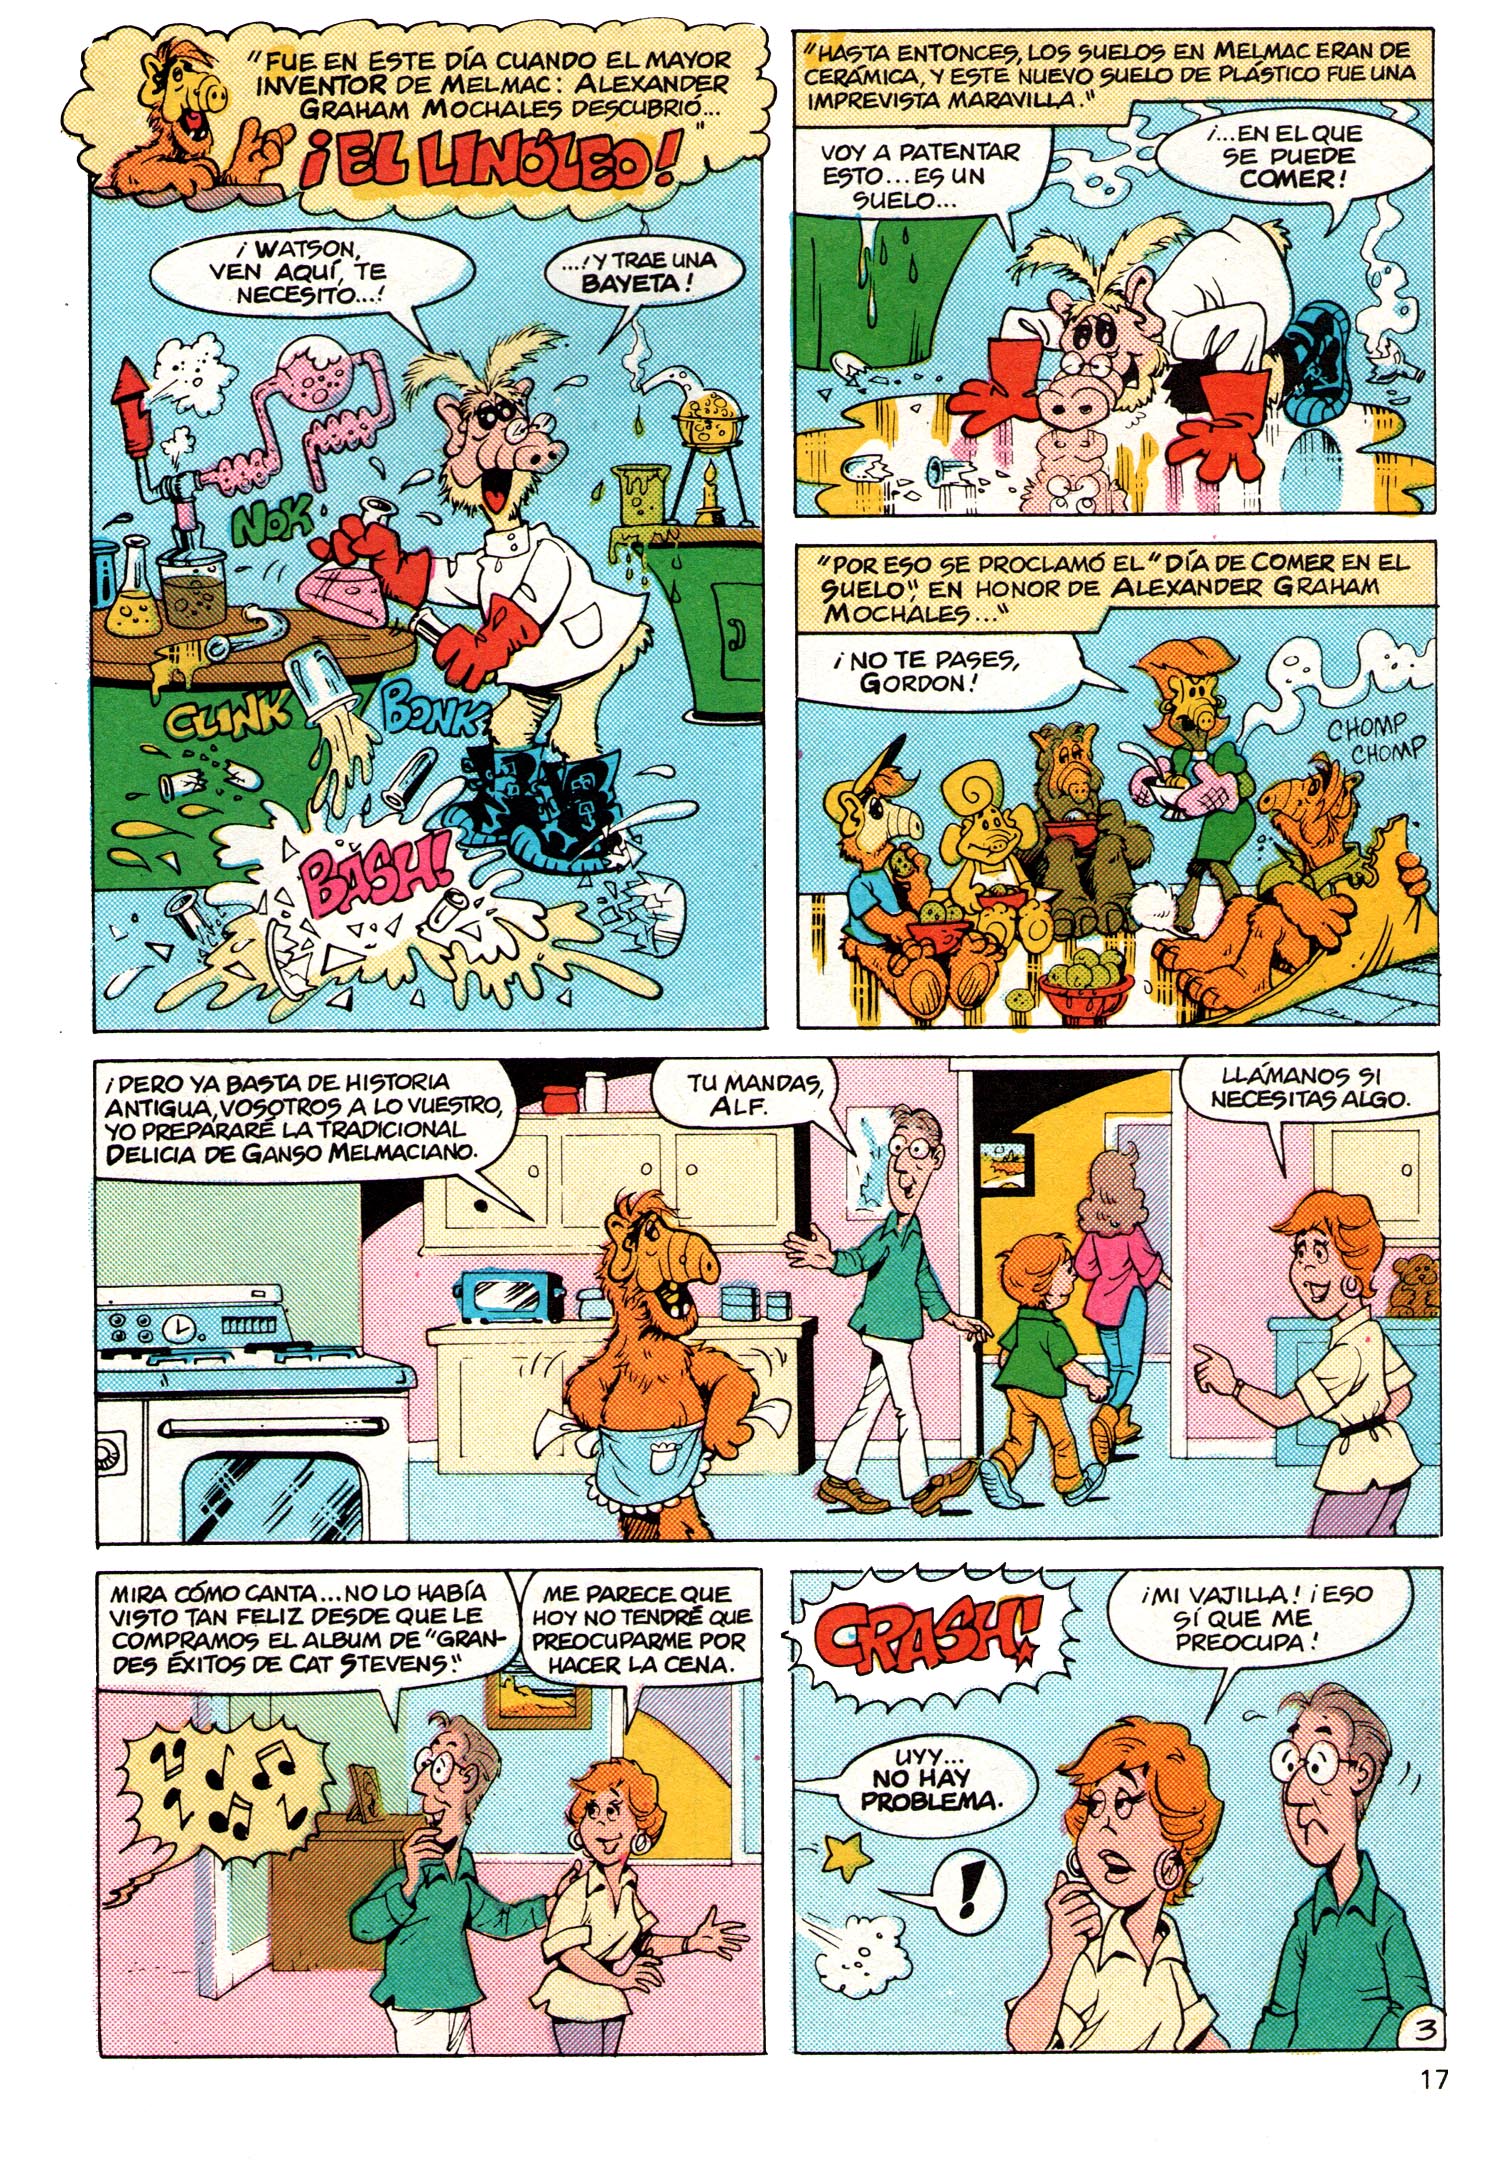 "FUE EN ESTE DÍA CUANDO EL MAYOR
INVENTOR DE MELMAC: ALEXANDER
GRAHAM MOCHALES DESCUBRIÓ...
¡EL LINÓLEO!"
¡WATSON,
VEN AQUÍ, TE
NECESITO...!
...!Y TRAE UNA
BAYETA!
NOK
CLINK
BONK
BASH!
"HASTA ENTONCES, LOS SUELOS EN MELMAC ERAN DE
CERÁMICA, Y ESTE NUEVO SUELO DE PLÁSTICO FUE UNA
IMPREVISTA MARAVILLA."
VOY A PATENTAR
ESTO... ES UN
SUELO...
¡...EN EL QUE
SE PUEDE
COMER!
"POR ESO SE PROCLAMÓ EL "DÍA DE COMER EN EL
SUELO", EN HONOR DE ALEXANDER GRAHAM
MOCHALES..."
¡NO TE PASES,
GORDON!
CHOMP
CHOMP
¡PERO YA BASTA DE HISTORIA
ANTIGUA, VOSOTROS A LO VUESTRO,
YO PREPARARÉ LA TRADICIONAL
DELICIA DE GANSO MELMACIANO.
TU MANDAS,
ALF.
LLÁMANOS SI
NECESITAS ALGO.
MIRA CÓMO CANTA... NO LO HABÍA
VISTO TAN FELIZ DESDE QUE LE
COMPRAMOS EL ALBUM DE "GRAN-
DES ÉXITOS DE CAT STEVENS."
ME PARECE QUE
HOY NO TENDRÉ QUE
PREOCUPARME POR
HACER LA CENA.
CRASH!
¡MI VAJILLA! ¡ESO
SÍ QUE ME
PREOCUPA!
UYY...
NO HAY
PROBLEMA.
!
3
17